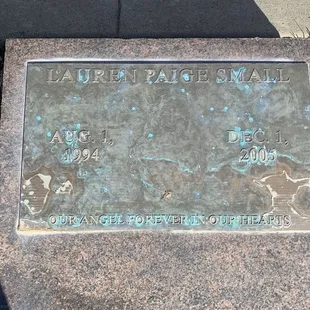 LAUREN PAIGE SMALL
AUG. 1, DEC. 1,
1994 2005
OUR ANGEL FOREVER IN OUR HEARTS